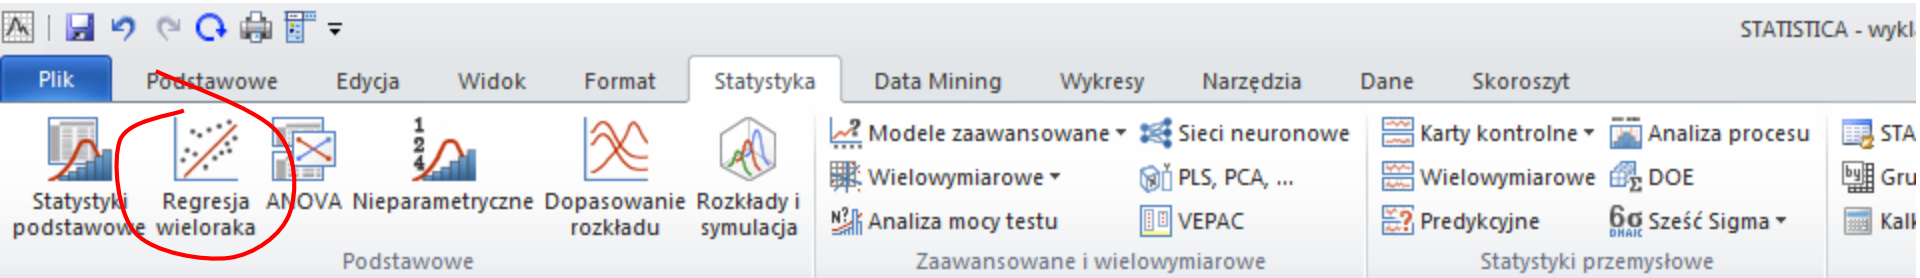 STATISTICA - wykl
Plik Podstawowe Edycja Widok Format Statystyka Data Mining Wykresy Narzędzia Dane Skoroszyt
Statystyki podstawowe
Regresja wieloraka
ANOVA
Nieparametryczne
Dopasowanie rozkładu
Rozkłady i symulacja
Podstawowe
Modele zaawansowane
Wielowymiarowe
Analiza mocy testu
Sieci neuronowe
PLS, PCA, ...
VEPAC
Zaawansowane i wielowymiarowe
Karty kontrolne
Wielowymiarowe
Predykcyjne
Analiza procesu
DOE
Sześć Sigma
Statystyki przemysłowe
STA
Gru
Kalk